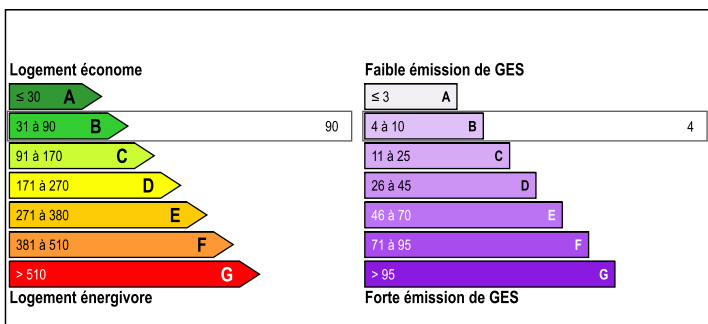 Logement économe
≤ 30 A
31 à 90 B 90
91 à 170 C
171 à 270 D
271 à 380 E
381 à 510 F
> 510 G
Logement énergivore
Faible émission de GES
≤ 3 A
4 à 10 B 4
11 à 25 C
26 à 45 D
46 à 70 E
71 à 95 F
> 95 G
Forte émission de GES